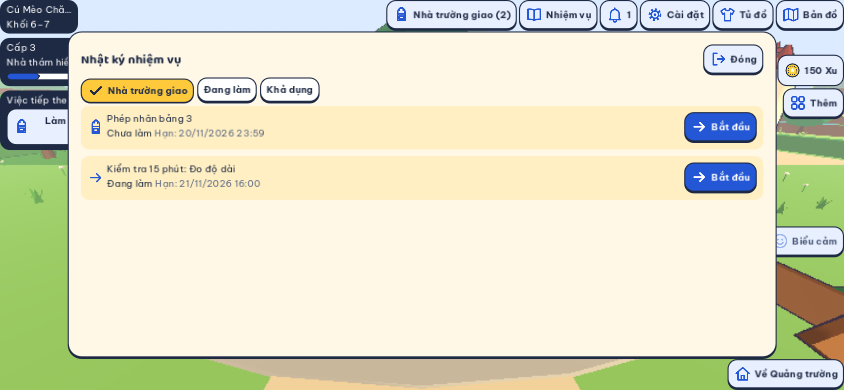 Cú Mèo Chă...
Khối 6-7
Nhà trường giao (2)
Nhiệm vụ
1
Cài đặt
Tủ đồ
Bản đồ
Cấp 3
Nhà thám hiể
Việc tiếp the
Làm
Nhật ký nhiệm vụ
Đóng
Nhà trường giao
Đang làm
Khả dụng
Phép nhân bảng 3
Chưa làm Hạn: 20/11/2026 23:59
Bắt đầu
Kiểm tra 15 phút: Đo độ dài
Đang làm Hạn: 21/11/2026 16:00
Bắt đầu
150 Xu
Thêm
Biểu cảm
Về Quảng trường